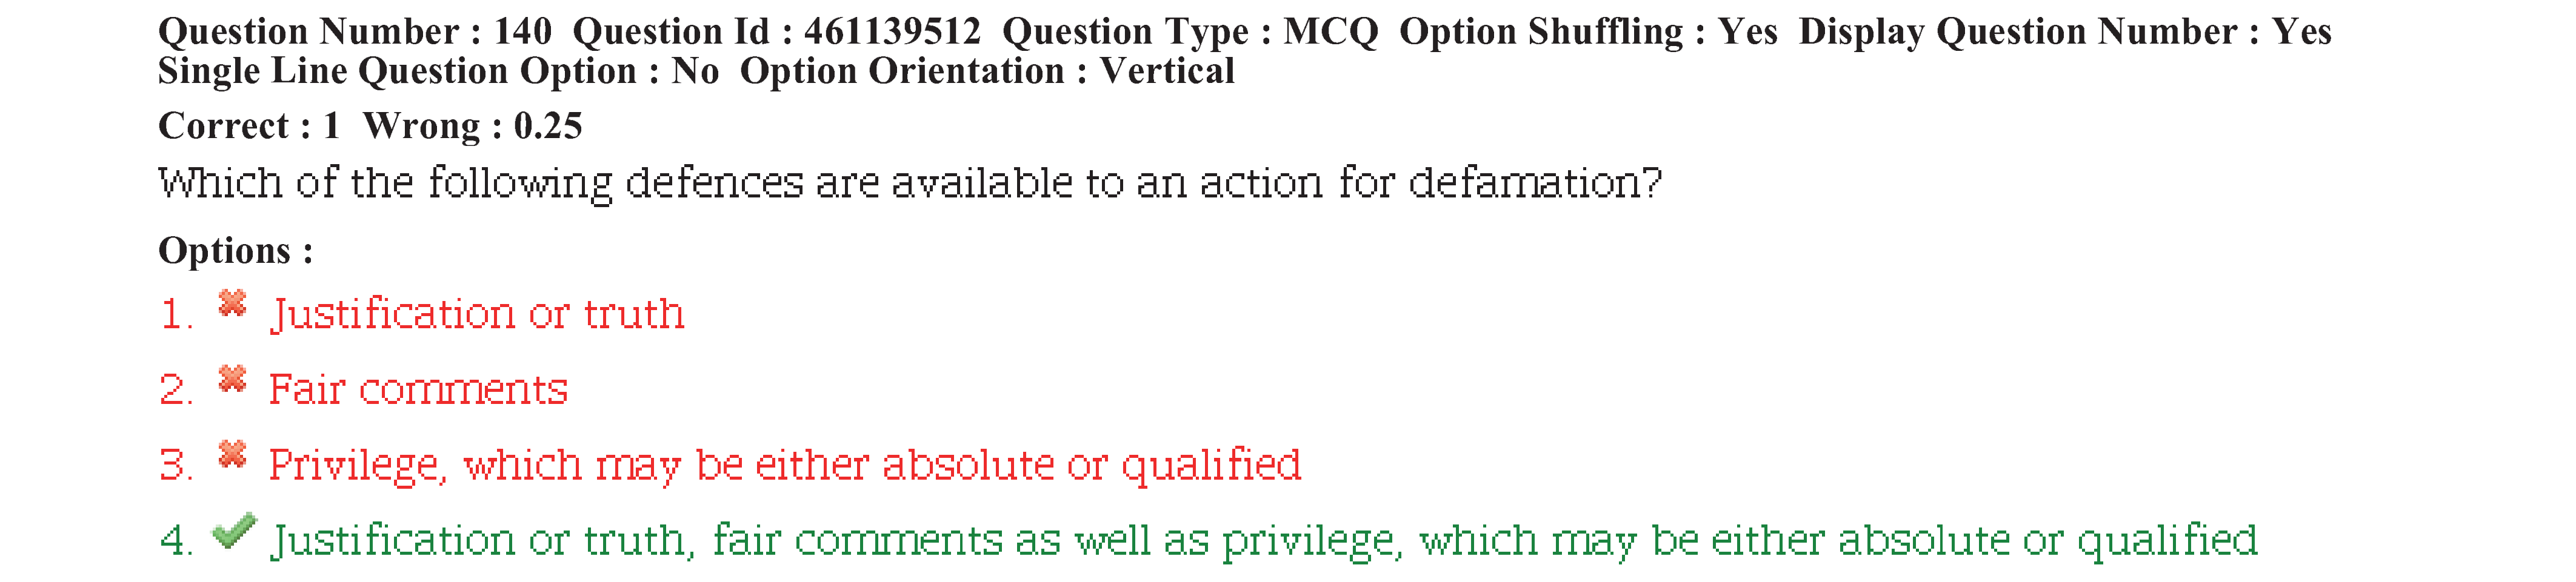 Question Number : 140 Question Id : 461139512 Question Type : MCQ Option Shuffling : Yes Display Question Number : Yes
Single Line Question Option : No Option Orientation : Vertical
Correct : 1 Wrong : 0.25
Which of the following defences are available to an action for defamation?
Options :
1. Justification or truth
2. Fair comments
3. Privilege, which may be either absolute or qualified
4. Justification or truth, fair comments as well as privilege, which may be either absolute or qualified